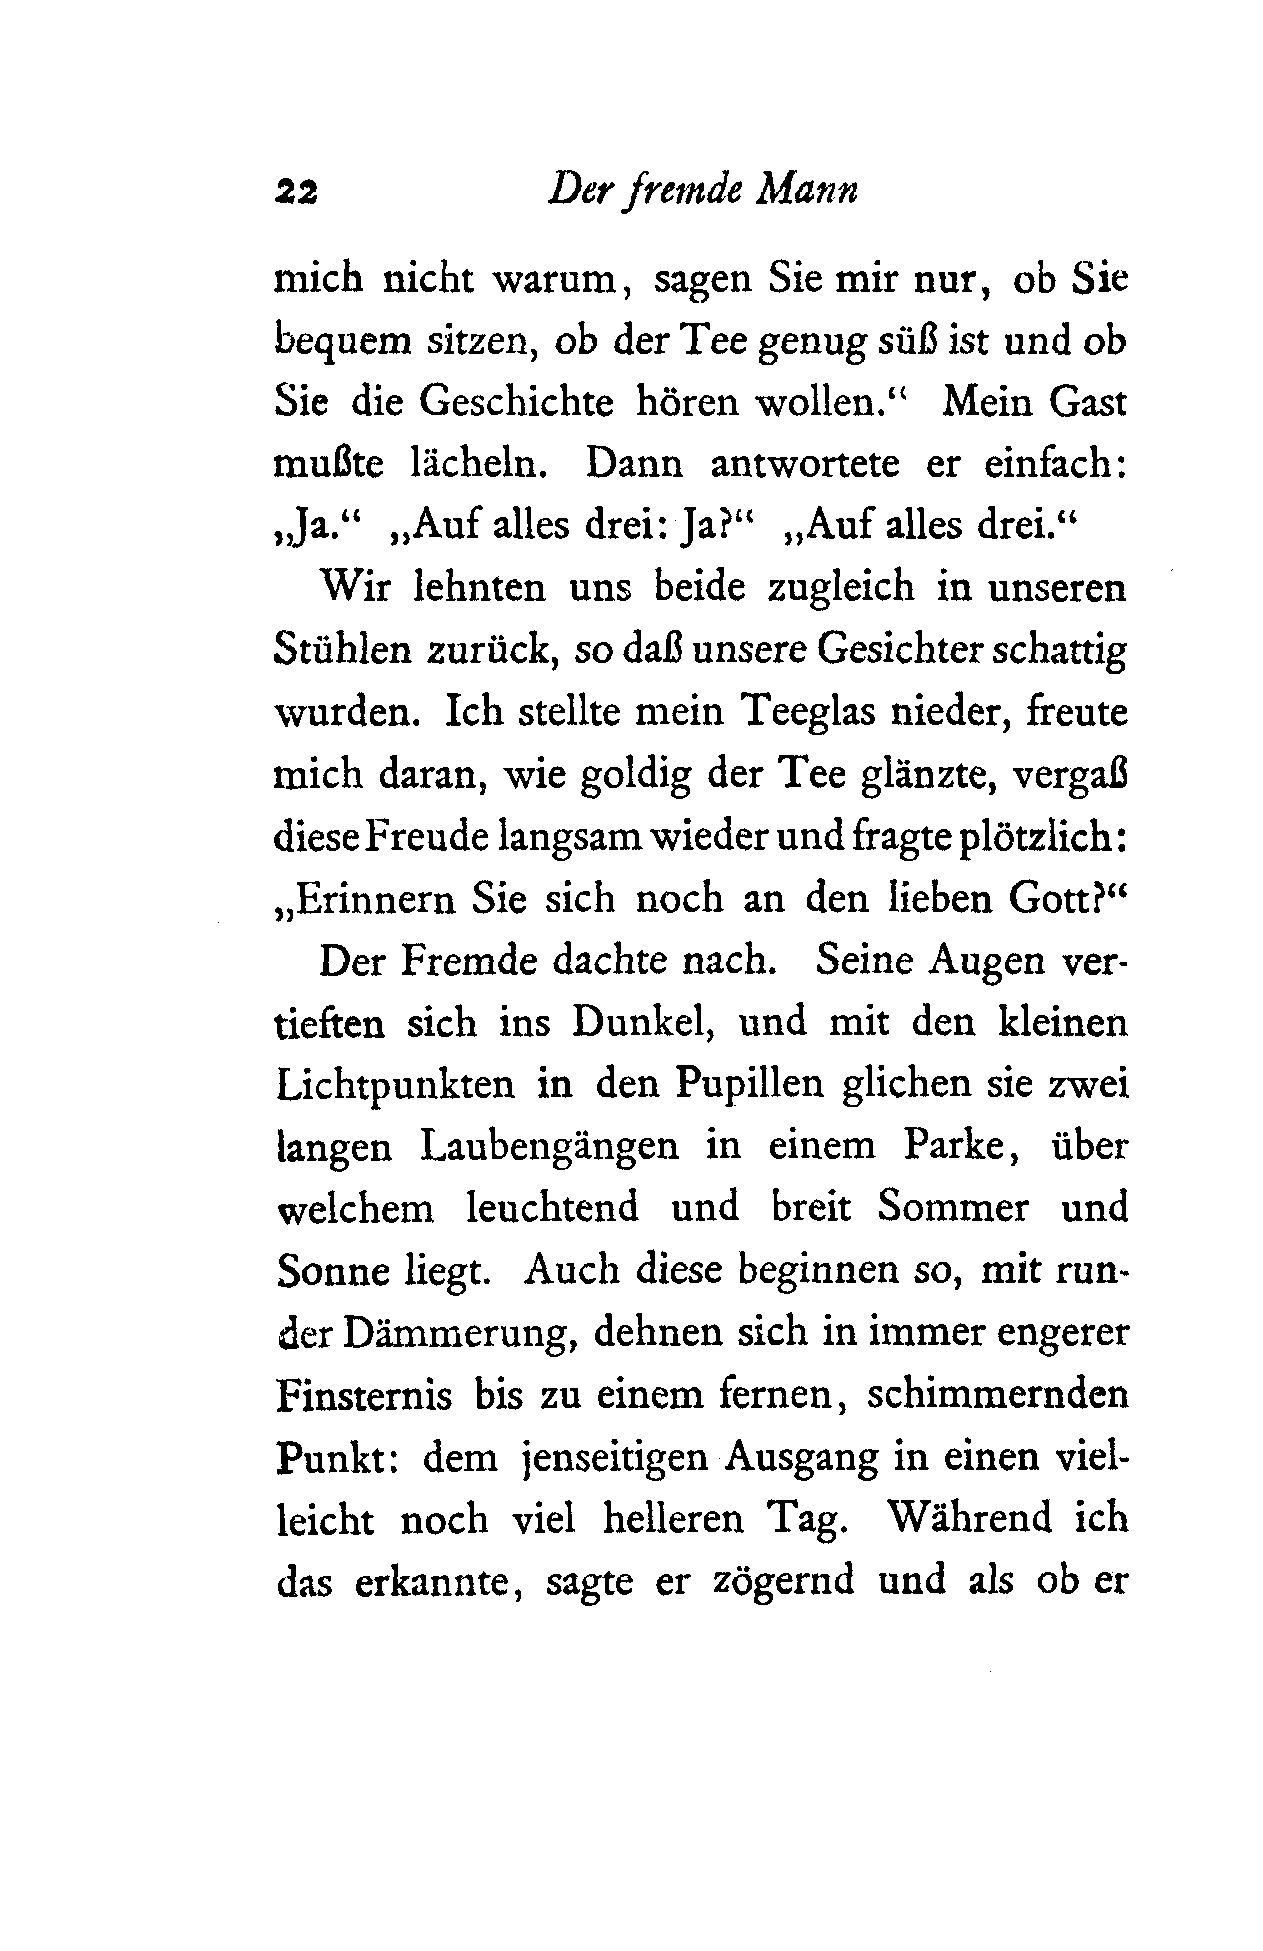 22 Der fremde Mann
mich nicht warum, sagen Sie mir nur, ob Sie
bequem sitzen, ob der Tee genug süß ist und ob
Sie die Geschichte hören wollen.“ Mein Gast
mußte lächeln. Dann antwortete er einfach:
„Ja.“ „Auf alles drei: Ja?“ „Auf alles drei.“
Wir lehnten uns beide zugleich in unseren
Stühlen zurück, so daß unsere Gesichter schattig
wurden. Ich stellte mein Teeglas nieder, freute
mich daran, wie goldig der Tee glänzte, vergaß
diese Freude langsam wieder und fragte plötzlich:
„Erinnern Sie sich noch an den lieben Gott?“
Der Fremde dachte nach. Seine Augen ver-
tieften sich ins Dunkel, und mit den kleinen
Lichtpunkten in den Pupillen glichen sie zwei
langen Laubengängen in einem Parke, über
welchem leuchtend und breit Sommer und
Sonne liegt. Auch diese beginnen so, mit run-
der Dämmerung, dehnen sich in immer engerer
Finsternis bis zu einem fernen, schimmernden
Punkt: dem jenseitigen Ausgang in einen viel-
leicht noch viel helleren Tag. Während ich
das erkannte, sagte er zögernd und als ob er